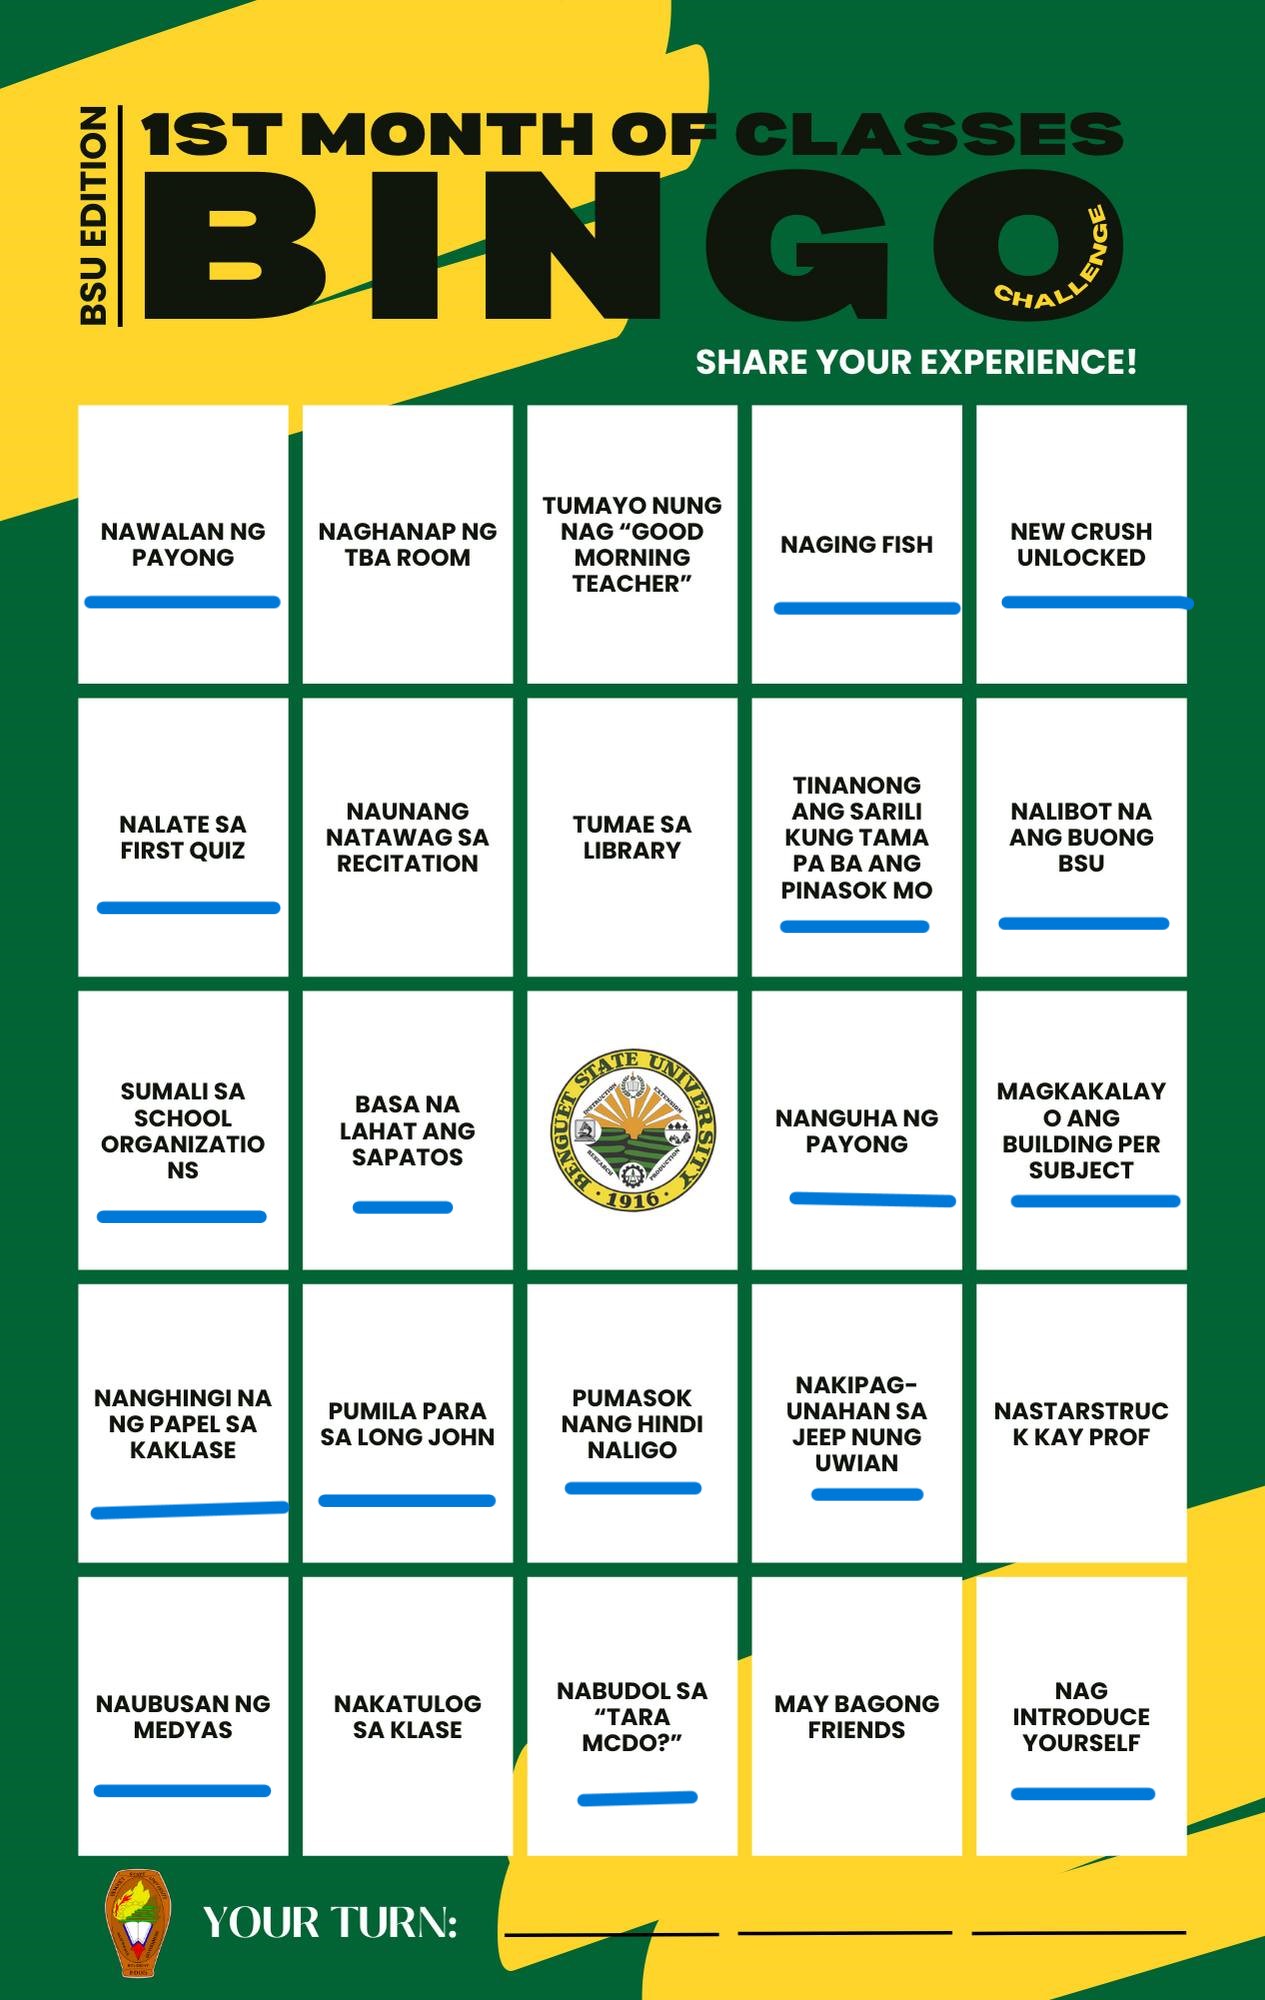 BSU EDITION
1ST MONTH OF CLASSES
BINGO
CHALLENGE
SHARE YOUR EXPERIENCE!
NAWALAN NG
PAYONG
NAGHANAP NG
TBA ROOM
TUMAYO NUNG
NAG “GOOD
MORNING
TEACHER”
NAGING FISH
NEW CRUSH
UNLOCKED
NALATE SA
FIRST QUIZ
NAUNANG
NATAWAG SA
RECITATION
TUMAE SA
LIBRARY
TINANONG
ANG SARILI
KUNG TAMA
PA BA ANG
PINASOK MO
NALIBOT NA
ANG BUONG
BSU
SUMALI SA
SCHOOL
ORGANIZATIO
NS
BASA NA
LAHAT ANG
SAPATOS
BENGUET STATE UNIVERSITY
INSTRUCTION
EXTENSION
RESEARCH
PRODUCTION
· 1916 ·
NANGUHA NG
PAYONG
MAGKAKALAY
O ANG
BUILDING PER
SUBJECT
NANGHINGI NA
NG PAPEL SA
KAKLASE
PUMILA PARA
SA LONG JOHN
PUMASOK
NANG HINDI
NALIGO
NAKIPAG-
UNAHAN SA
JEEP NUNG
UWIAN
NASTARSTRUC
K KAY PROF
NAUBUSAN NG
MEDYAS
NAKATULOG
SA KLASE
NABUDOL SA
“TARA
MCDO?”
MAY BAGONG
FRIENDS
NAG
INTRODUCE
YOURSELF
YOUR TURN: